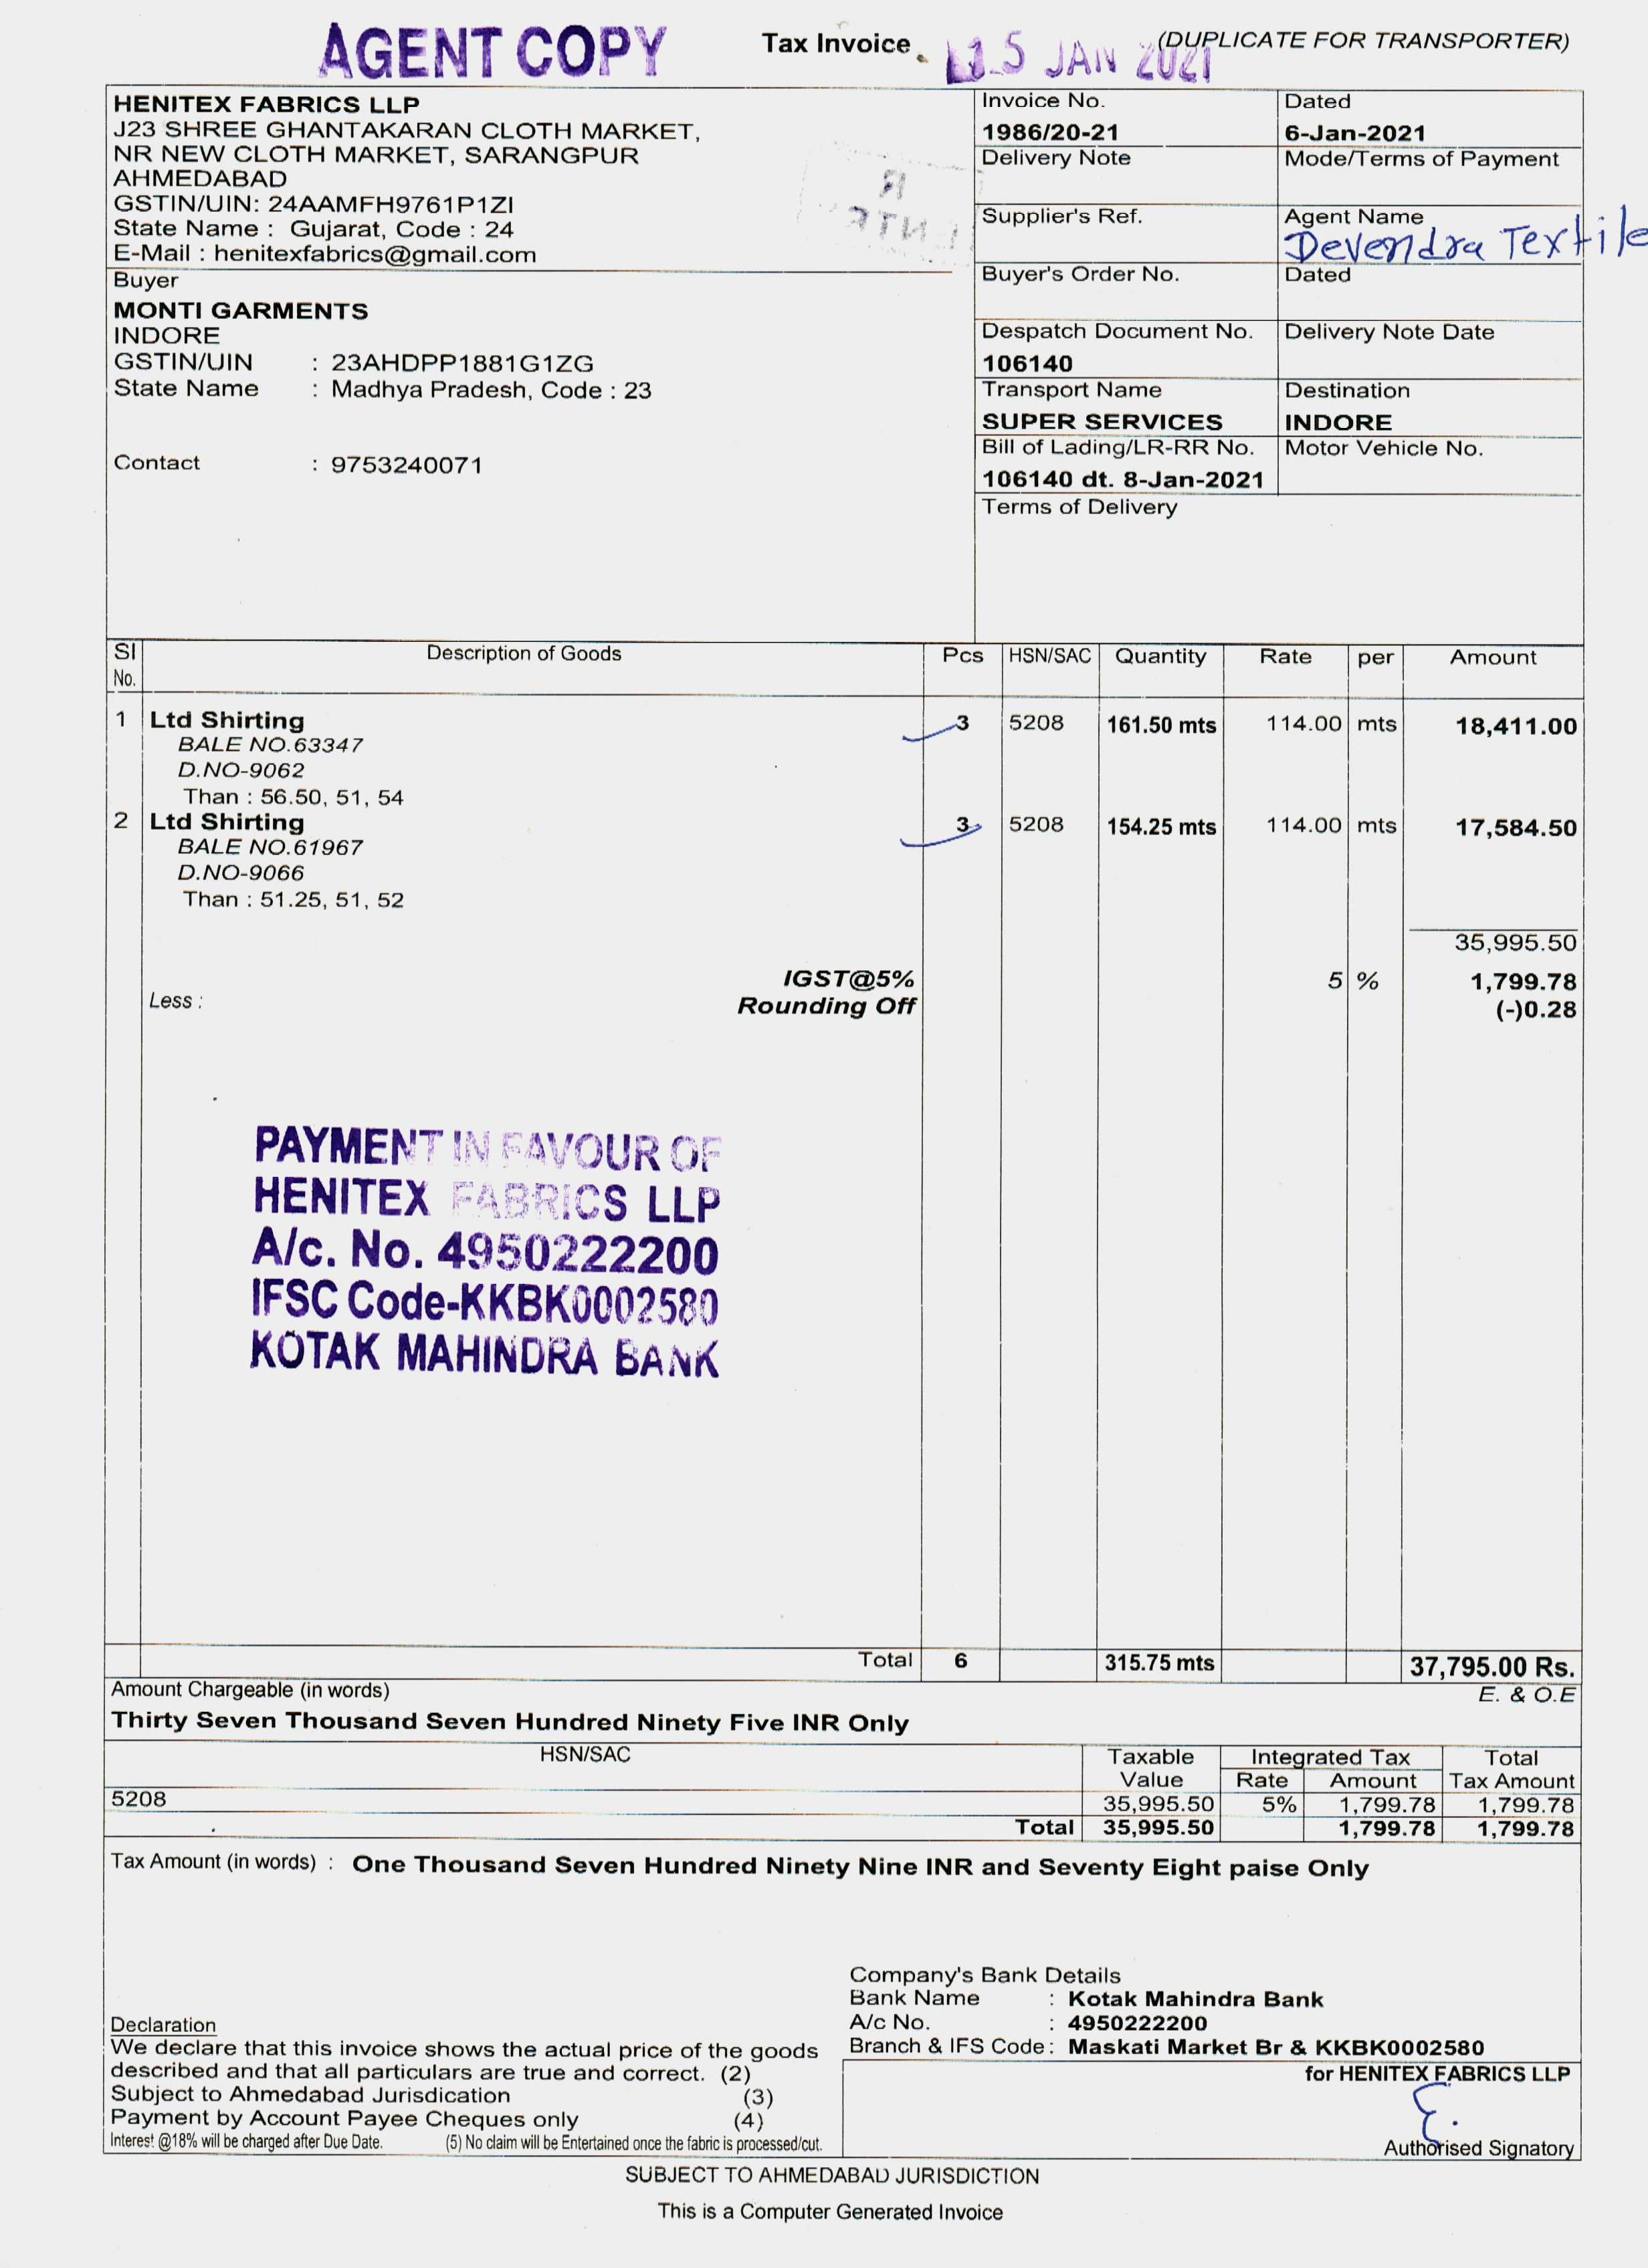 AGENT COPY
Tax Invoice
15 JAN 2021
(DUPLICATE FOR TRANSPORTER)
HENITEX FABRICS LLP
J23 SHREE GHANTAKARAN CLOTH MARKET,
NR NEW CLOTH MARKET, SARANGPUR
AHMEDABAD
GSTIN/UIN: 24AAMFH9761P1ZI
State Name : Gujarat, Code : 24
E-Mail : henitexfabrics@gmail.com
Buyer
MONTI GARMENTS
INDORE
GSTIN/UIN : 23AHDPP1881G1ZG
State Name : Madhya Pradesh, Code : 23
Contact : 9753240071
Invoice No. Dated
1986/20-21 6-Jan-2021
Delivery Note Mode/Terms of Payment
Supplier's Ref. Agent Name
Devendra Textile
Buyer's Order No. Dated
Despatch Document No. Delivery Note Date
106140
Transport Name Destination
SUPER SERVICES INDORE
Bill of Lading/LR-RR No. Motor Vehicle No.
106140 dt. 8-Jan-2021
Terms of Delivery
SI No. Description of Goods Pcs HSN/SAC Quantity Rate per Amount
1 Ltd Shirting 3 5208 161.50 mts 114.00 mts 18,411.00
BALE NO.63347
D.NO-9062
Than : 56.50, 51, 54
2 Ltd Shirting 3 5208 154.25 mts 114.00 mts 17,584.50
BALE NO.61967
D.NO-9066
Than : 51.25, 51, 52
35,995.50
IGST@5% 5 % 1,799.78
Less : Rounding Off (-)0.28
PAYMENT IN FAVOUR OF
HENITEX FABRICS LLP
A/c. No. 4950222200
IFSC Code-KKBK0002580
KOTAK MAHINDRA BANK
Total 6 315.75 mts 37,795.00 Rs.
Amount Chargeable (in words) E. & O.E
Thirty Seven Thousand Seven Hundred Ninety Five INR Only
HSN/SAC Taxable Value Integrated Tax Total Tax Amount
Rate Amount
5208 35,995.50 5% 1,799.78 1,799.78
Total 35,995.50 1,799.78 1,799.78
Tax Amount (in words) : One Thousand Seven Hundred Ninety Nine INR and Seventy Eight paise Only
Company's Bank Details
Bank Name : Kotak Mahindra Bank
A/c No. : 4950222200
Branch & IFS Code : Maskati Market Br & KKBK0002580
Declaration
We declare that this invoice shows the actual price of the goods
described and that all particulars are true and correct. (2)
Subject to Ahmedabad Jurisdication (3)
Payment by Account Payee Cheques only (4)
Interest @18% will be charged after Due Date. (5) No claim will be Entertained once the fabric is processed/cut.
for HENITEX FABRICS LLP
Authorised Signatory
SUBJECT TO AHMEDABAD JURISDICTION
This is a Computer Generated Invoice